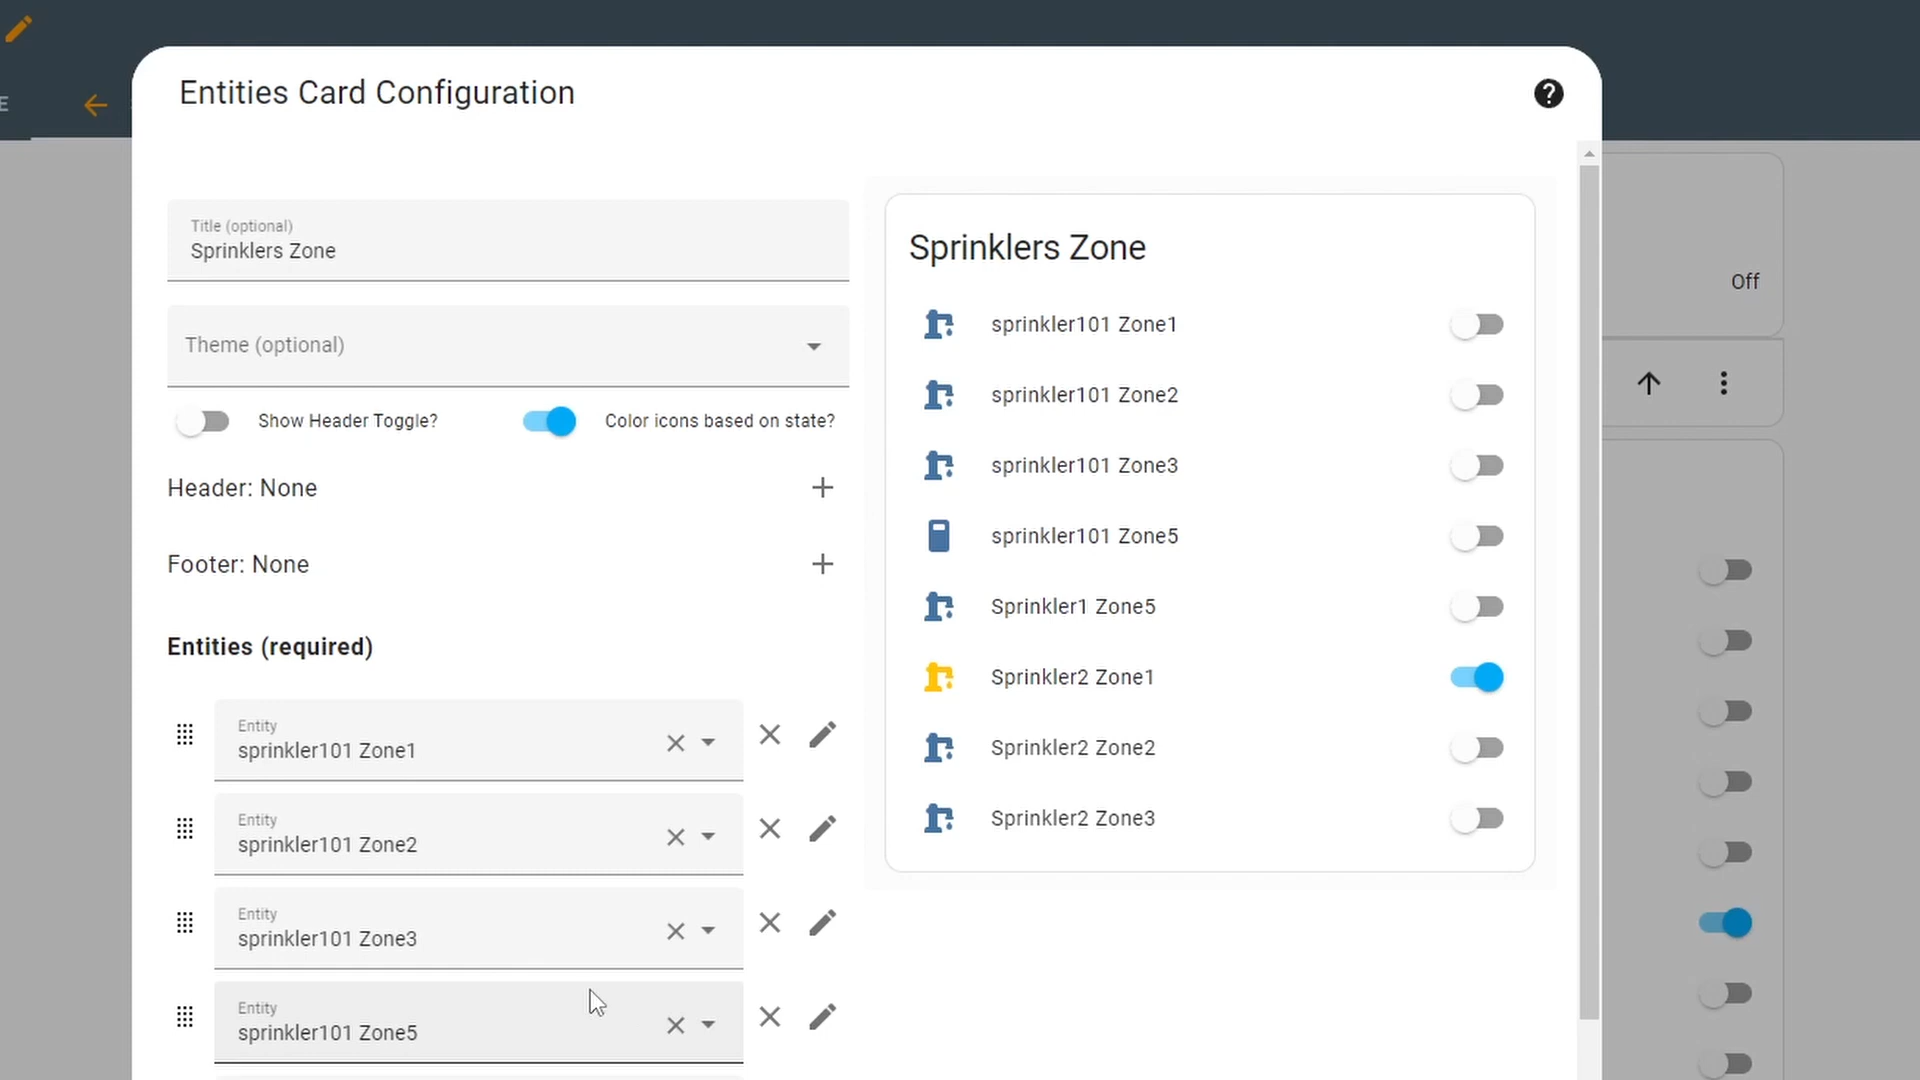 E
Entities Card Configuration
Title (optional)
Sprinklers Zone
Theme (optional)
Show Header Toggle?
Color icons based on state?
Header: None
Footer: None
Entities (required)
Entity
sprinkler101 Zone1
Entity
sprinkler101 Zone2
Entity
sprinkler101 Zone3
Entity
sprinkler101 Zone5
Sprinklers Zone
sprinkler101 Zone1
sprinkler101 Zone2
sprinkler101 Zone3
sprinkler101 Zone5
Sprinkler1 Zone5
Sprinkler2 Zone1
Sprinkler2 Zone2
Sprinkler2 Zone3
Off